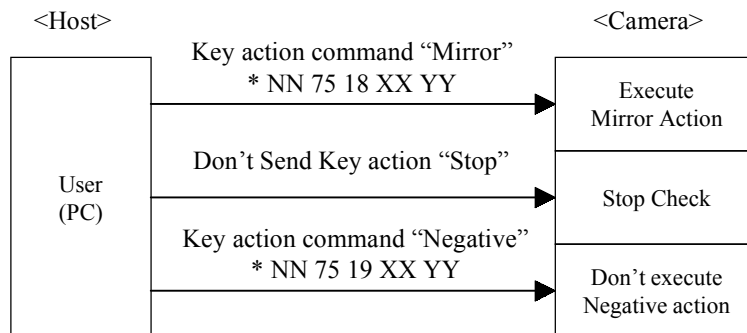 <Host>
<Camera>
Key action command “Mirror”
* NN 75 18 XX YY
Execute
Mirror Action
Don’t Send Key action “Stop”
User
(PC)
Stop Check
Key action command “Negative”
* NN 75 19 XX YY
Don’t execute
Negative action